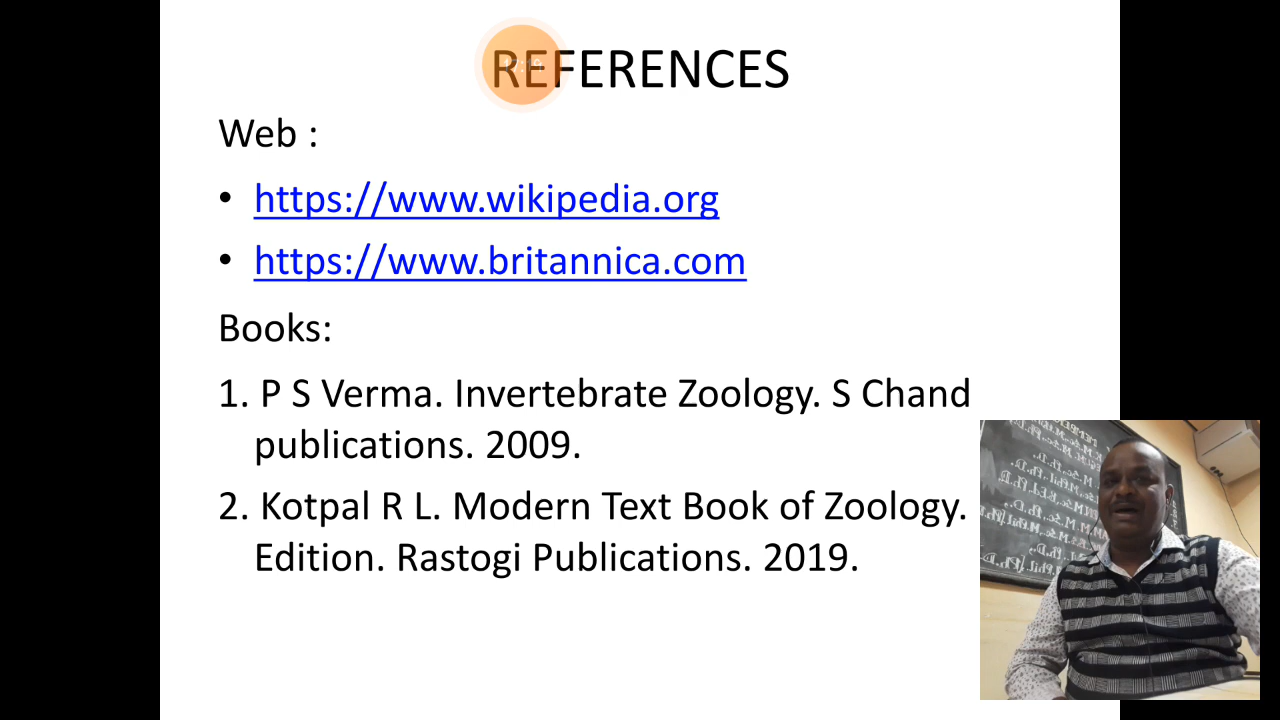 REFERENCES
Web :
• https://www.wikipedia.org
• https://www.britannica.com
Books:
1. P S Verma. Invertebrate Zoology. S Chand
publications. 2009.
2. Kotpal R L. Modern Text Book of Zoology.
Edition. Rastogi Publications. 2019.